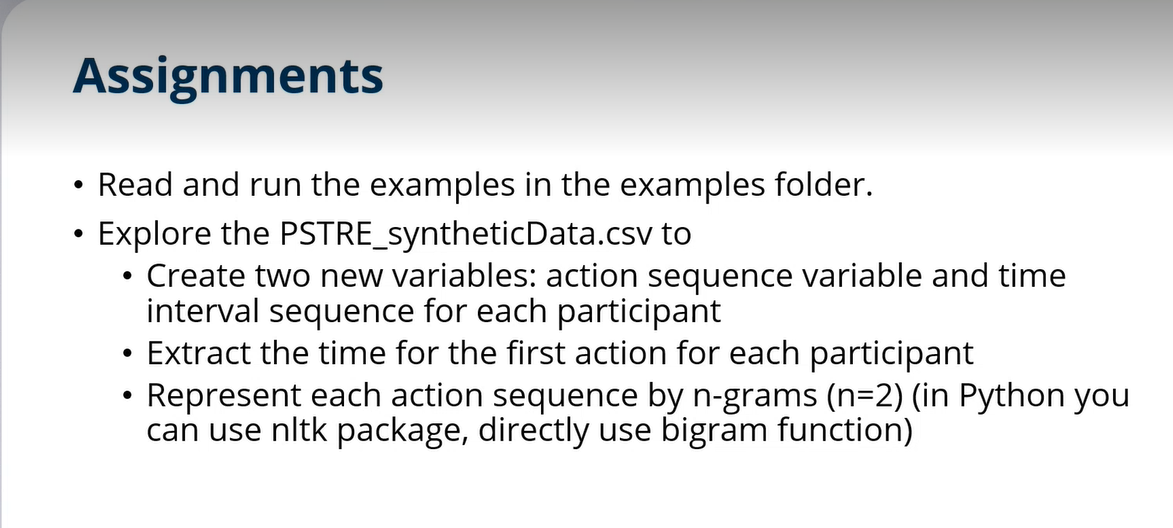 Assignments
• Read and run the examples in the examples folder.
• Explore the PSTRE_syntheticData.csv to
• Create two new variables: action sequence variable and time
interval sequence for each participant
• Extract the time for the first action for each participant
• Represent each action sequence by n-grams (n=2) (in Python you
can use nltk package, directly use bigram function)